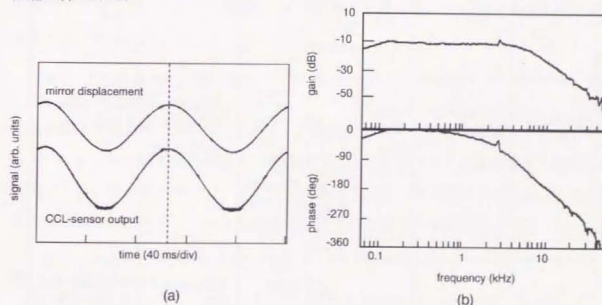 (a)
mirror displacement
CCL-sensor output
signal (arb. units)
time (40 ms/div)
(a)
10
-10
-30
-50
gain (dB)
0
-90
-180
-270
-360
phase (deg)
0.1
1
10
frequency (kHz)
(b)